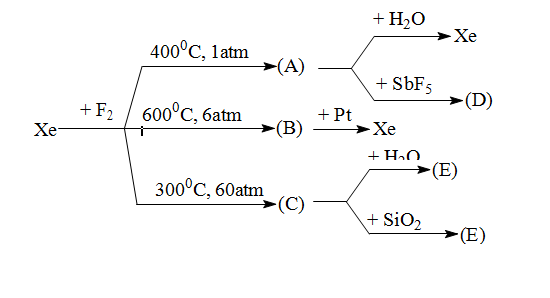 + H₂O
Xe
400⁰C, 1atm
(A)
+ SbF₅
(D)
+ F₂
600⁰C, 6atm
+ Pt
Xe
(B)
Xe
+ H₂O
(E)
300⁰C, 60atm
(C)
+ SiO₂
(E)